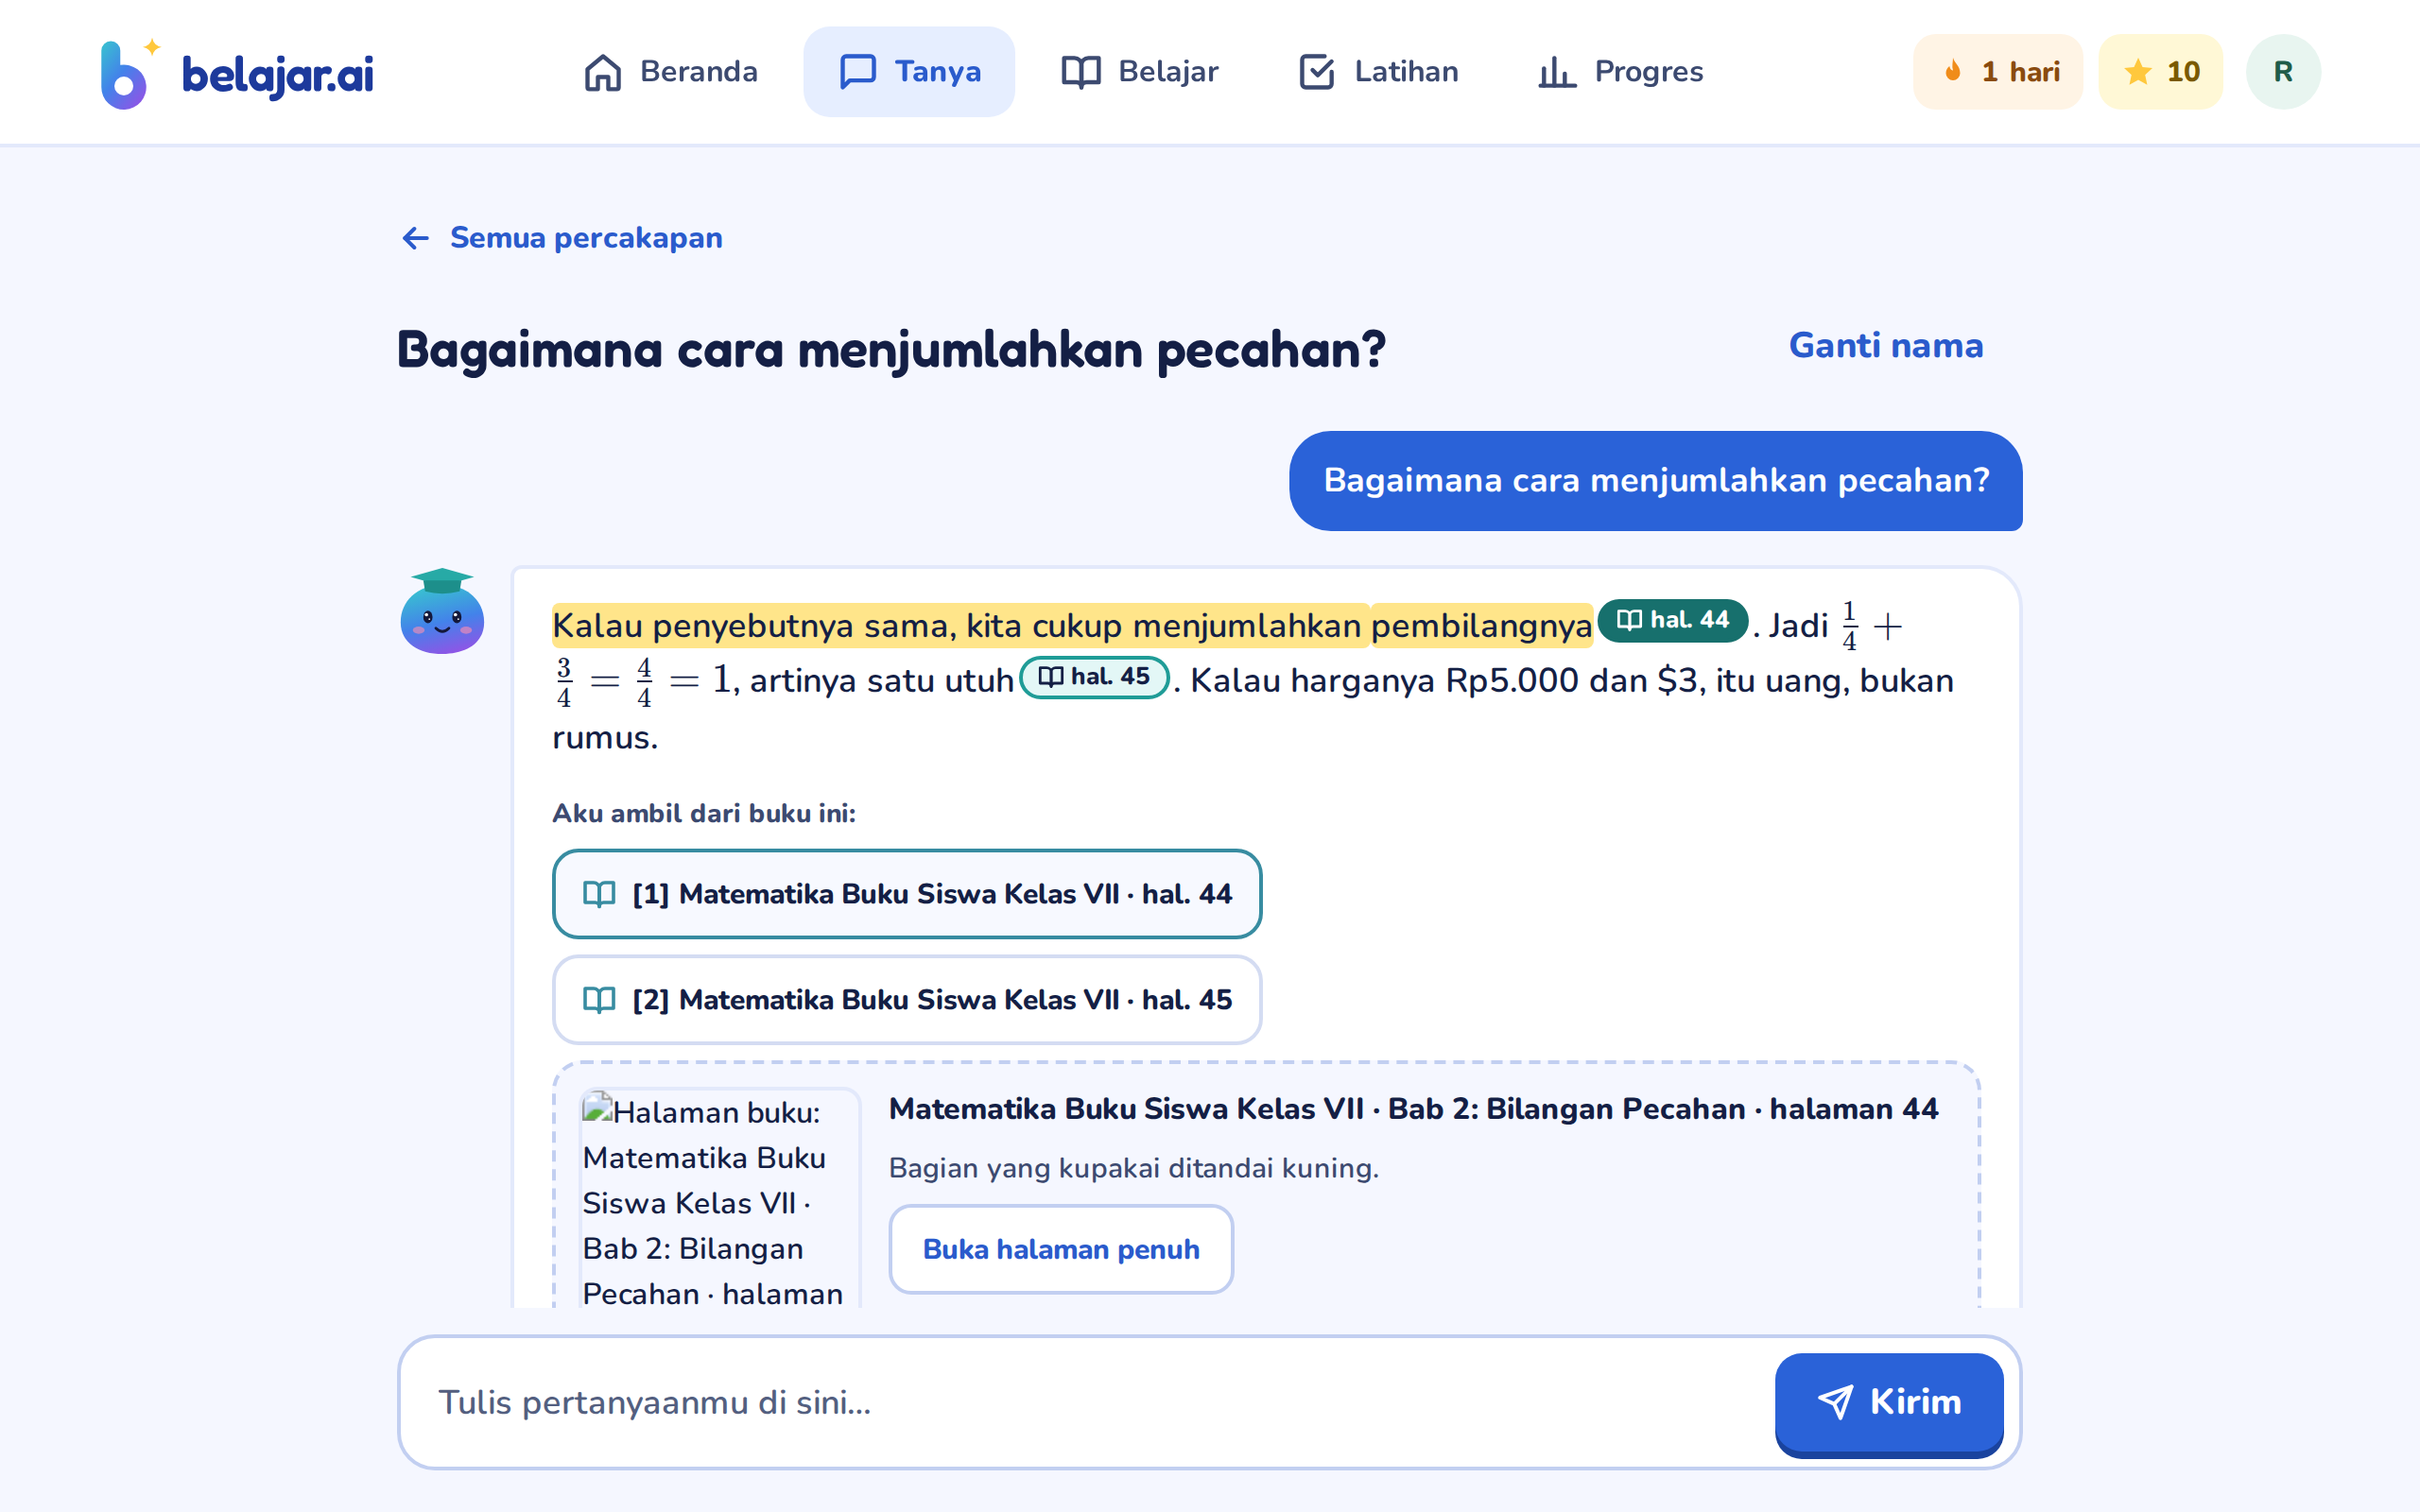 belajar.ai
Beranda
Tanya
Belajar
Latihan
Progres
1 hari
10
R
Semua percakapan
Bagaimana cara menjumlahkan pecahan?
Ganti nama
Bagaimana cara menjumlahkan pecahan?
Kalau penyebutnya sama, kita cukup menjumlahkan pembilangnya hal. 44 . Jadi 1/4 +
3/4 = 4/4 = 1, artinya satu utuh hal. 45 . Kalau harganya Rp5.000 dan $3, itu uang, bukan
rumus.
Aku ambil dari buku ini:
[1] Matematika Buku Siswa Kelas VII · hal. 44
[2] Matematika Buku Siswa Kelas VII · hal. 45
Halaman buku:
Matematika Buku
Siswa Kelas VII ·
Bab 2: Bilangan
Pecahan · halaman
Matematika Buku Siswa Kelas VII · Bab 2: Bilangan Pecahan · halaman 44
Bagian yang kupakai ditandai kuning.
Buka halaman penuh
Tulis pertanyaanmu di sini...
Kirim